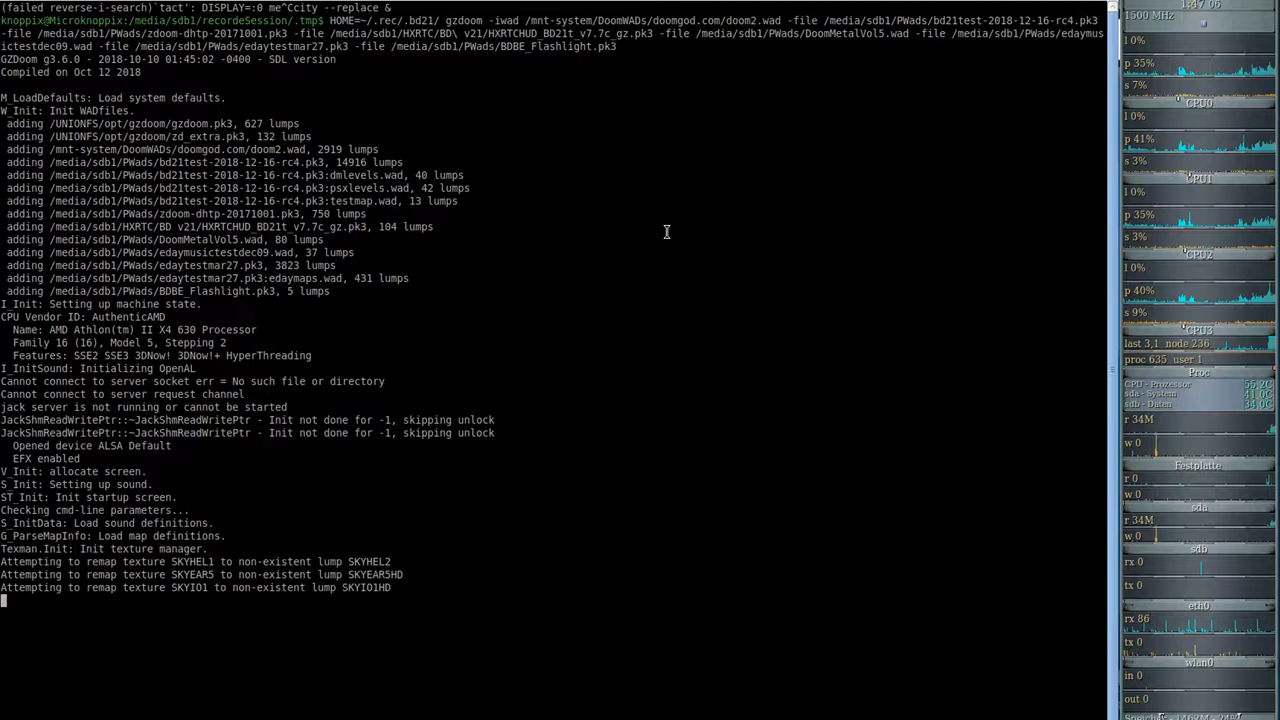 (failed reverse-i-search)`tact': DISPLAY=:0 me^Ccity --replace &
knoppix@Microknoppix:/media/sdb1/recordeSession/.tmp$ HOME=~/.rec/.bd21/ gzdoom -iwad /mnt-system/DoomWADs/doomgod.com/doom2.wad -file /media/sdb1/PWads/bd21test-2018-12-16-rc4.pk3
-file /media/sdb1/PWads/zdoom-dhtp-20171001.pk3 -file /media/sdb1/HXRTC/BD\ v21/HXRTCHUD_BD21t_v7.7c_gz.pk3 -file /media/sdb1/PWads/DoomMetalVol5.wad -file /media/sdb1/PWads/edaymus
ictestdec09.wad -file /media/sdb1/PWads/edaytestmar27.pk3 -file /media/sdb1/PWads/BDBE_Flashlight.pk3
GZDoom g3.6.0 - 2018-10-10 01:45:02 -0400 - SDL version
Compiled on Oct 12 2018
M_LoadDefaults: Load system defaults.
W_Init: Init WADfiles.
adding /UNIONFS/opt/gzdoom/gzdoom.pk3, 627 lumps
adding /UNIONFS/opt/gzdoom/zd_extra.pk3, 132 lumps
adding /mnt-system/DoomWADs/doomgod.com/doom2.wad, 2919 lumps
adding /media/sdb1/PWads/bd21test-2018-12-16-rc4.pk3, 14916 lumps
adding /media/sdb1/PWads/bd21test-2018-12-16-rc4.pk3:dmlevels.wad, 40 lumps
adding /media/sdb1/PWads/bd21test-2018-12-16-rc4.pk3:psxlevels.wad, 42 lumps
adding /media/sdb1/PWads/bd21test-2018-12-16-rc4.pk3:testmap.wad, 13 lumps
adding /media/sdb1/PWads/zdoom-dhtp-20171001.pk3, 750 lumps
adding /media/sdb1/HXRTC/BD v21/HXRTCHUD_BD21t_v7.7c_gz.pk3, 104 lumps
adding /media/sdb1/PWads/DoomMetalVol5.wad, 80 lumps
adding /media/sdb1/PWads/edaymusictestdec09.wad, 37 lumps
adding /media/sdb1/PWads/edaytestmar27.pk3, 3823 lumps
adding /media/sdb1/PWads/edaytestmar27.pk3:edaymaps.wad, 431 lumps
adding /media/sdb1/PWads/BDBE_Flashlight.pk3, 5 lumps
I_Init: Setting up machine state.
CPU Vendor ID: AuthenticAMD
Name: AMD Athlon(tm) II X4 630 Processor
Family 16 (16), Model 5, Stepping 2
Features: SSE2 SSE3 3DNow! 3DNow!+ HyperThreading
I_InitSound: Initializing OpenAL
Cannot connect to server socket err = No such file or directory
Cannot connect to server request channel
jack server is not running or cannot be started
JackShmReadWritePtr::~JackShmReadWritePtr - Init not done for -1, skipping unlock
JackShmReadWritePtr::~JackShmReadWritePtr - Init not done for -1, skipping unlock
Opened device ALSA Default
EFX enabled
V_Init: allocate screen.
S_Init: Setting up sound.
ST_Init: Init startup screen.
Checking cmd-line parameters...
S_InitData: Load sound definitions.
G_ParseMapInfo: Load map definitions.
Texman.Init: Init texture manager.
Attempting to remap texture SKYHEL1 to non-existent lump SKYHEL2
Attempting to remap texture SKYEAR5 to non-existent lump SKYEAR5HD
Attempting to remap texture SKYIO1 to non-existent lump SKYIO1HD
1:47 06
1500 MHz
l 0%
p 35%
s 7%
CPU0
l 0%
p 41%
s 3%
CPU1
l 0%
p 35%
s 3%
CPU2
l 0%
p 40%
s 9%
CPU3
last 3,1 node 236
proc 635 user 1
Proc
CPU - Prozessor 55.2C
sda - System 41.0C
sdb - Daten 34.0C
r 34M
w 0
Festplatte
r 0
w 0
sda
r 34M
w 0
sdb
rx 0
tx 0
eth0
rx 86
tx 0
wlan0
in 0
out 0